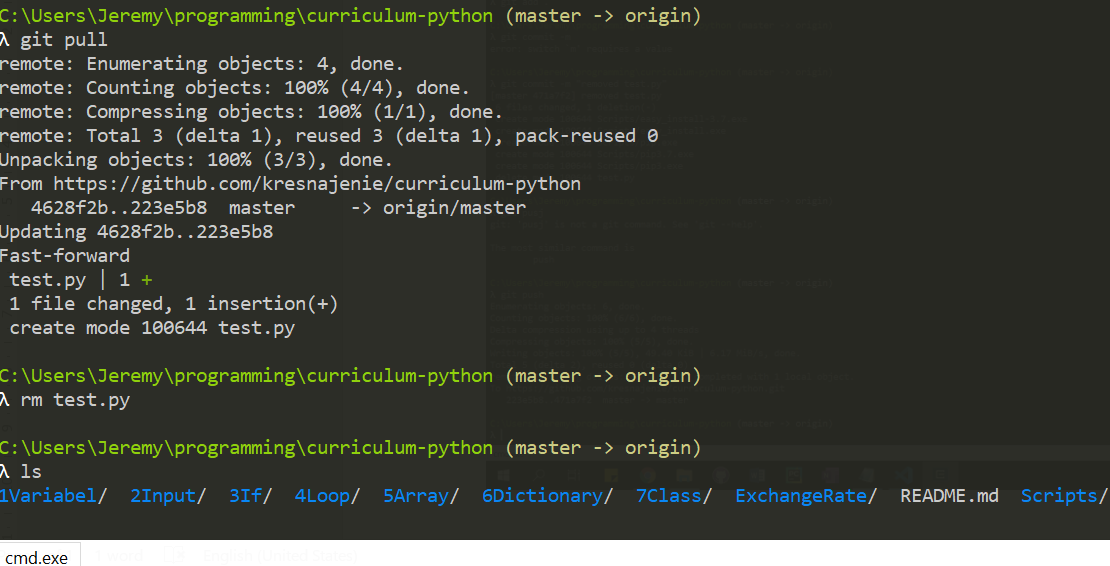 C:\Users\Jeremy\programming\curriculum-python (master -> origin)
λ git pull
remote: Enumerating objects: 4, done.
remote: Counting objects: 100% (4/4), done.
remote: Compressing objects: 100% (1/1), done.
remote: Total 3 (delta 1), reused 3 (delta 1), pack-reused 0
Unpacking objects: 100% (3/3), done.
From https://github.com/kresnajenie/curriculum-python
   4628f2b..223e5b8  master     -> origin/master
Updating 4628f2b..223e5b8
Fast-forward
 test.py | 1 +
 1 file changed, 1 insertion(+)
 create mode 100644 test.py
C:\Users\Jeremy\programming\curriculum-python (master -> origin)
λ rm test.py
C:\Users\Jeremy\programming\curriculum-python (master -> origin)
λ ls
1Variabel/  2Input/  3If/  4Loop/  5Array/  6Dictionary/  7Class/  ExchangeRate/  README.md  Scripts/
cmd.exe